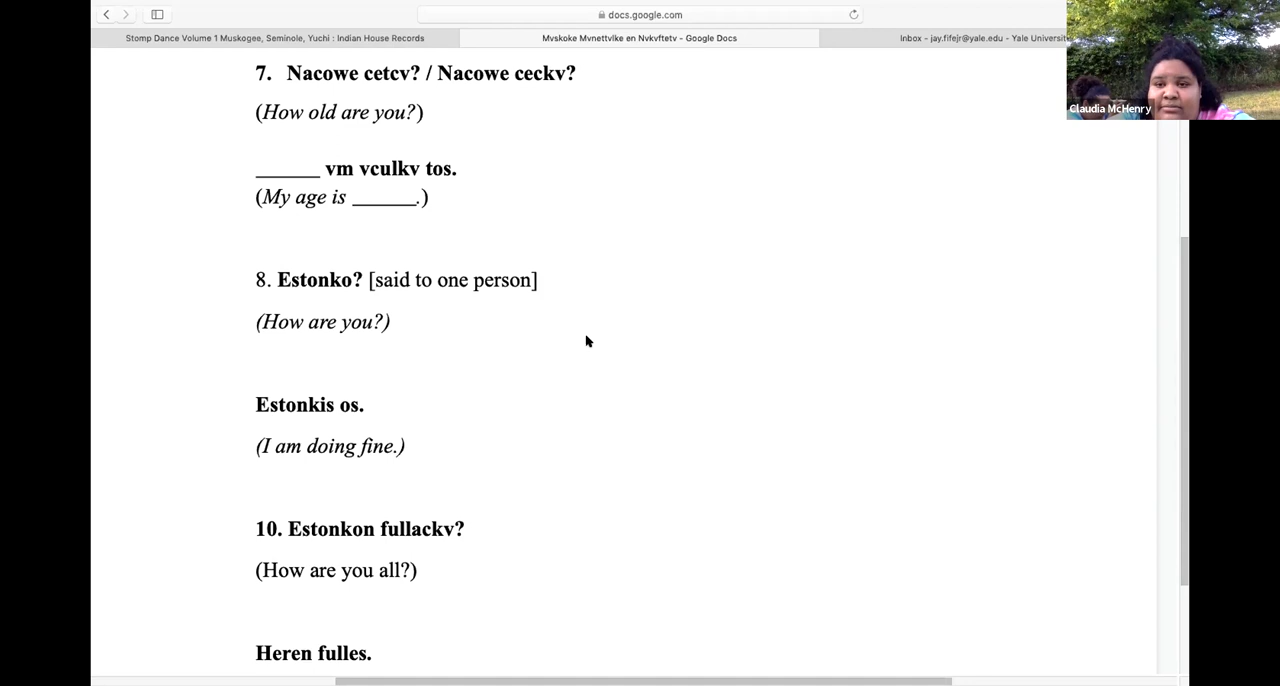 docs.google.com
Stomp Dance Volume 1 Muskogee, Seminole, Yuchi : Indian House Records
Mvskoke Mvnettvlke en Nvkvftetv - Google Docs
Inbox - jay.fifejr@yale.edu - Yale Universit
Claudia McHenry
7. Nacowe cetcv? / Nacowe ceckv?
(How old are you?)
______ vm vculkv tos.
(My age is ______.)
8. Estonko? [said to one person]
(How are you?)
Estonkis os.
(I am doing fine.)
10. Estonkon fullackv?
(How are you all?)
Heren fulles.